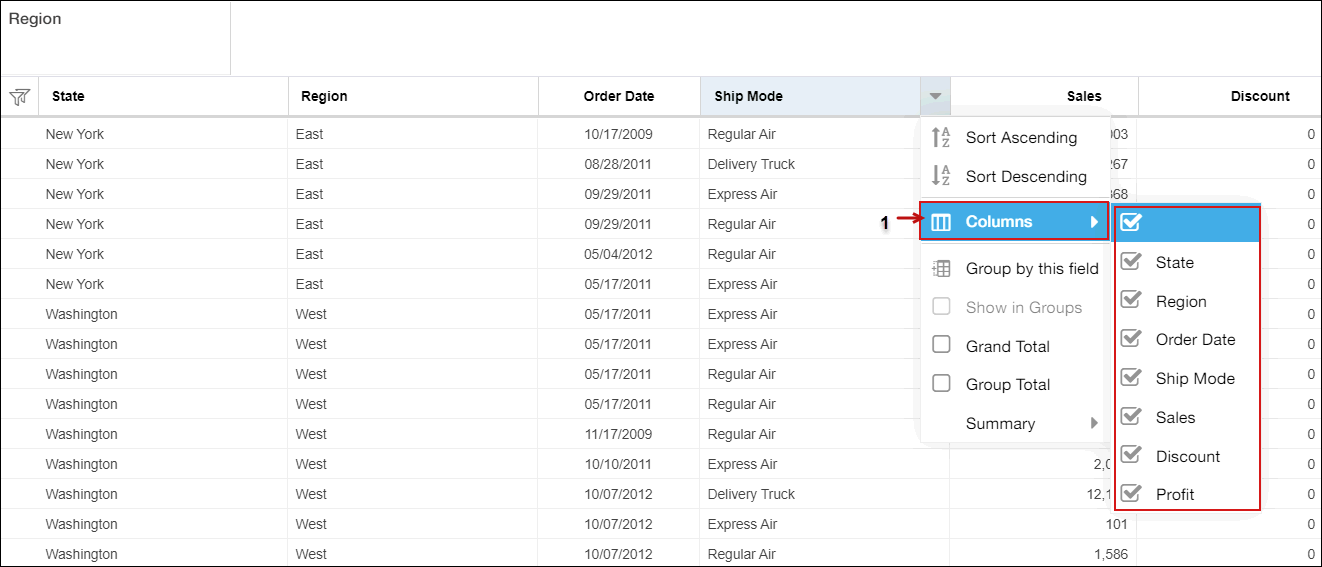 Region
State Region Order Date Ship Mode Sales Discount
New York East 10/17/2009 Regular Air 003 0
New York East 08/28/2011 Delivery Truck 267 0
New York East 09/29/2011 Express Air 868 0
New York East 09/29/2011 Regular Air 0
New York East 05/04/2012 Regular Air 0
New York East 05/17/2011 Express Air 0
Washington West 05/17/2011 Express Air 0
Washington West 05/17/2011 Express Air 0
Washington West 05/17/2011 Regular Air 0
Washington West 05/17/2011 Regular Air 0
Washington West 11/17/2009 Regular Air 0
Washington West 10/10/2011 Express Air 2,0 0
Washington West 10/07/2012 Delivery Truck 12,1 0
Washington West 10/07/2012 Express Air 101 0
Washington West 10/07/2012 Regular Air 1,586 0
Sort Ascending
Sort Descending
1 Columns
Group by this field
Show in Groups
Grand Total
Group Total
Summary
State
Region
Order Date
Ship Mode
Sales
Discount
Profit